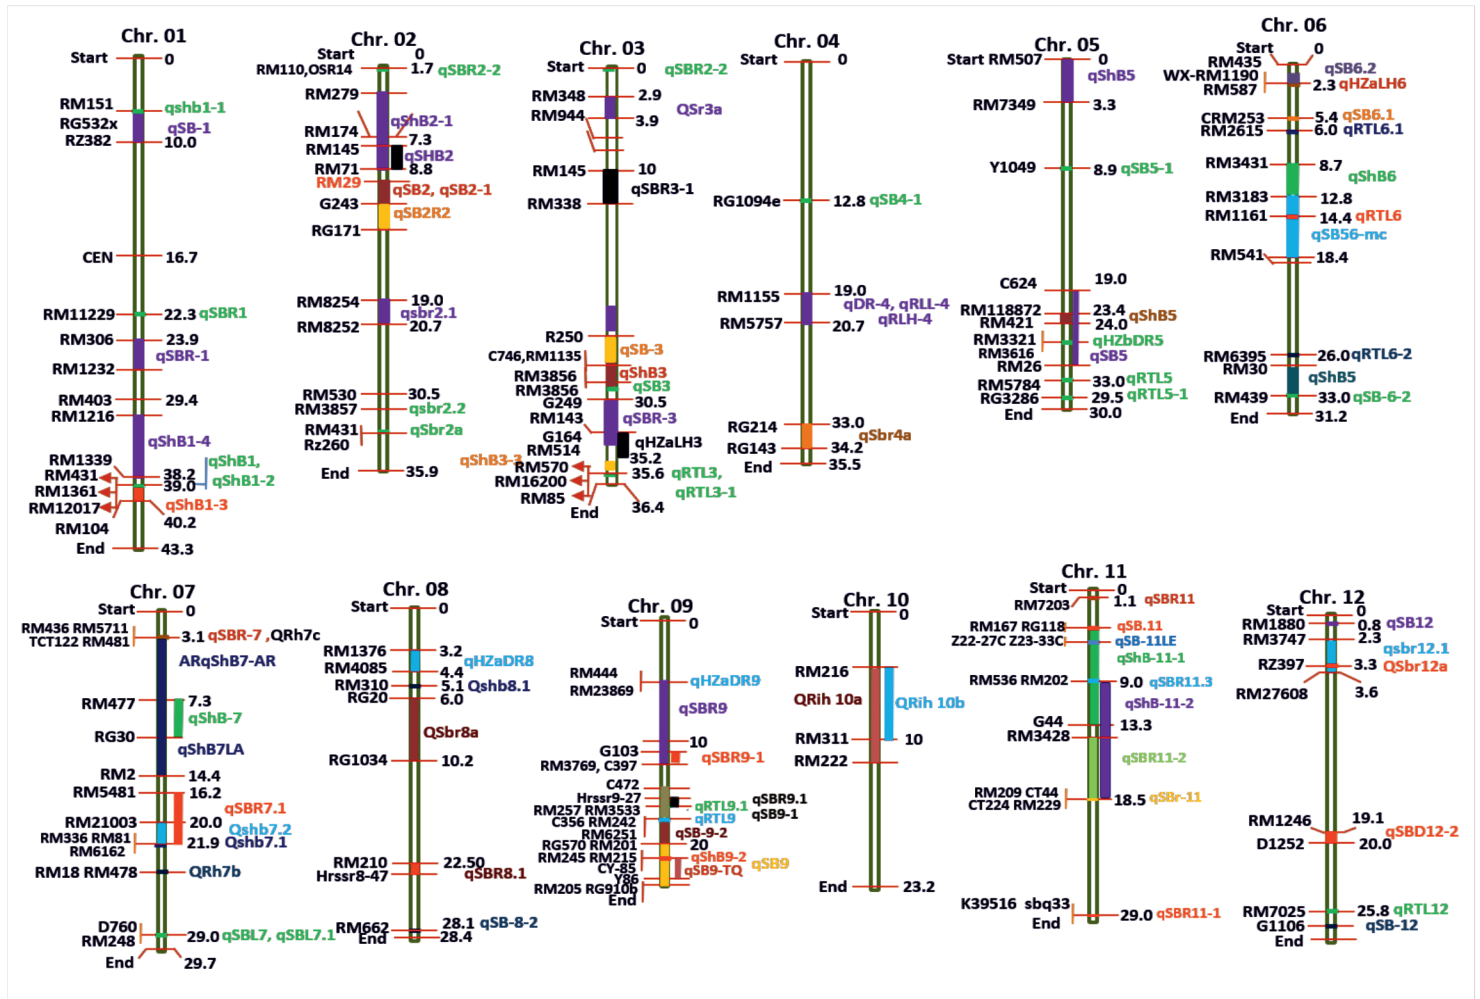 Chr. 01
Start 0
RM151 qshb1-1
RG532x qSB-1
RZ382 10.0
CEN 16.7
RM11229 22.3 qSBR1
RM306 23.9
qSBR-1
RM1232
RM403 29.4
RM1216
qShB1-4
RM1339 qShB1,
RM431 38.2 qShB1-2
RM1361 39.0
RM12017 qShB1-3
40.2
RM104
End 43.3
Chr. 02
Start 0
RM110,OSR14 1.7 qSBR2-2
RM279
qShB2-1
RM174 7.3
RM145 qSHB2
RM71 8.8
RM29 qSB2, qSB2-1
G243 qSB2R2
RG171
RM8254 19.0
qsbr2.1
RM8252 20.7
RM530 30.5
RM3857 qsbr2.2
RM431 qSbr2a
Rz260
End 35.9
Chr. 03
Start 0 qSBR2-2
RM348 2.9
QSr3a
RM944 3.9
RM145 10
qSBR3-1
RM338
R250
qSB-3
C746,RM1135
RM3856 qShB3
RM3856 qSB3
G249 30.5
RM143 qSBR-3
G164 qHZaLH3
RM514 35.2
qShB3-3
RM570 35.6 qRTL3,
RM16200 qRTL3-1
RM85
End 36.4
Chr. 04
Start 0
RG1094e 12.8 qSB4-1
RM1155 19.0
qDR-4, qRLL-4
RM5757 20.7 qRLH-4
RG214 33.0
qSbr4a
RG143 34.2
End 35.5
Chr. 05
Start RM507 0
qShB5
RM7349 3.3
Y1049 8.9 qSB5-1
C624 19.0
RM118872 23.4 qShB5
RM421 24.0
RM3321 qHZbDR5
RM3616 qSB5
RM26
RM5784 33.0 qRTL5
RG3286 29.5 qRTL5-1
End 30.0
Chr. 06
Start 0
RM435 qSB6.2
WX-RM1190 2.3 qHZaLH6
RM587
CRM253 5.4 qSB6.1
RM2615 6.0 qRTL6.1
RM3431 8.7
qShB6
RM3183 12.8
RM1161 14.4 qRTL6
qSB56-mc
RM541 18.4
RM6395 26.0 qRTL6-2
RM30 qShB5
RM439 33.0 qSB-6-2
End 31.2
Chr. 07
Start 0
RM436 RM5711 3.1 qSBR-7 ,QRh7c
TCT122 RM481
ARqShB7-AR
RM477 7.3
qShB-7
RG30
qShB7LA
RM2 14.4
RM5481 16.2
qSBR7.1
RM21003 20.0 Qshb7.2
RM336 RM81 21.9 Qshb7.1
RM6162
RM18 RM478 QRh7b
D760 29.0 qSBL7, qSBL7.1
RM248
End 29.7
Chr. 08
Start 0
RM1376 3.2
qHZaDR8
RM4085 4.4
RM310 5.1 Qshb8.1
RG20 6.0
QSbr8a
RG1034 10.2
RM210 22.50
Hrssr8-47 qSBR8.1
RM662 28.1 qSB-8-2
End 28.4
Chr. 09
Start 0
RM444 qHZaDR9
RM23869
qSBR9
10
G103 qSBR9-1
RM3769, C397
C472
Hrssr9-27 qSBR9.1
RM257 RM3533 qRTL9.1 qSB9-1
C356 RM242 qRTL9
RM6251 qSB-9-2
RG570 RM201 20
RM245 RM215 qShB9-2 qSB9
CY-85 qSB9-TQ
Y86
RM205 RG910b
End
Chr. 10
Start 0
RM216
QRih 10a QRih 10b
RM311 10
RM222
End 23.2
Chr. 11
Start 0
RM7203 1.1 qSBR11
RM167 RG118 qSB.11
Z22-27C Z23-33C qSB-11LE
qShB-11-1
RM536 RM202 9.0 qSBR11.3
qShB-11-2
G44 13.3
RM3428
qSBR11-2
RM209 CT44 18.5 qSBr-11
CT224 RM229
K39516 sbq33 29.0 qSBR11-1
End
Chr. 12
Start 0
RM1880 0.8 qSB12
RM3747 2.3
qsbr12.1
RZ397 3.3 QSbr12a
RM27608 3.6
RM1246 19.1
qSBD12-2
D1252 20.0
RM7025 25.8 qRTL12
G1106 qSB-12
End